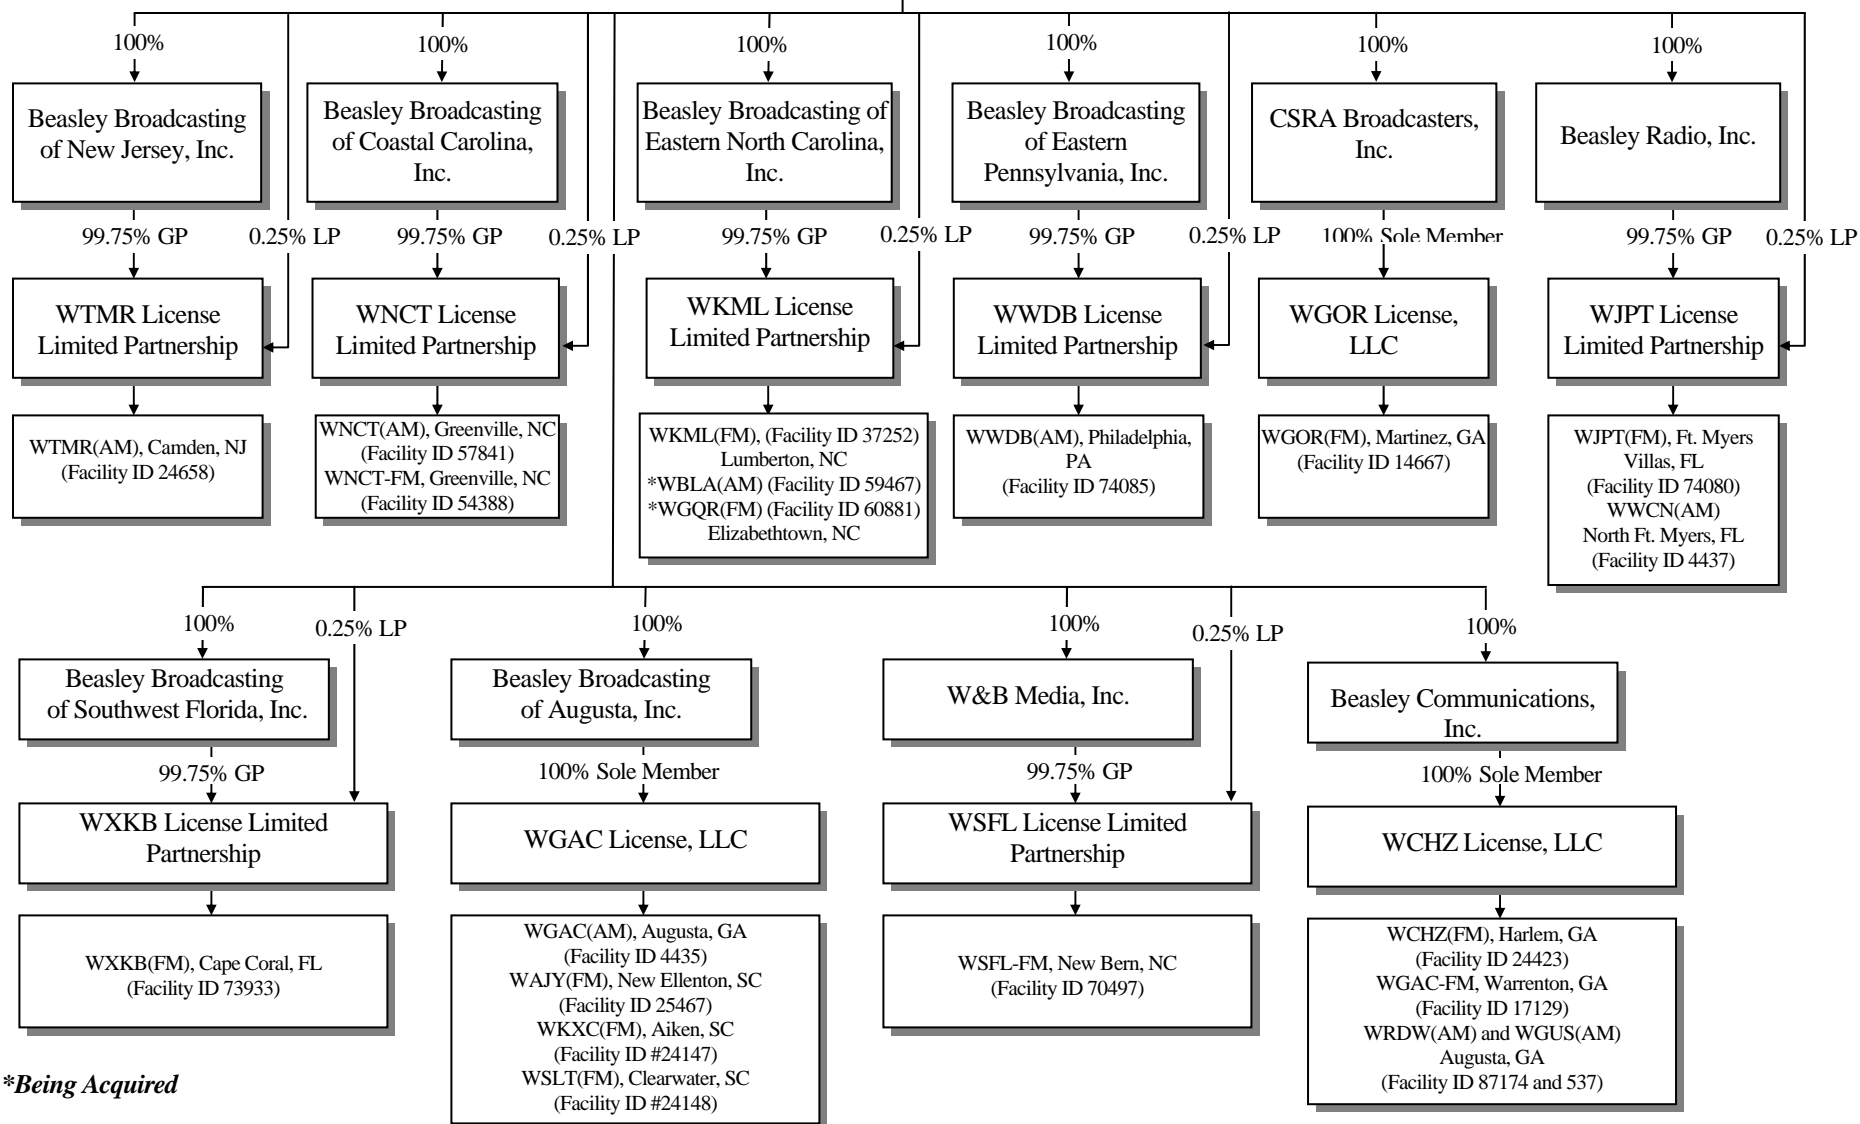 100%
100%
100%
100%
100%
100%
Beasley Broadcasting
of New Jersey, Inc.
Beasley Broadcasting
of Coastal Carolina,
Inc.
Beasley Broadcasting of
Eastern North Carolina,
Inc.
Beasley Broadcasting
of Eastern
Pennsylvania, Inc.
CSRA Broadcasters,
Inc.
Beasley Radio, Inc.
99.75% GP
0.25% LP
99.75% GP
0.25% LP
99.75% GP
0.25% LP
99.75% GP
0.25% LP
100% Sole Member
99.75% GP
0.25% LP
WTMR License
Limited Partnership
WNCT License
Limited Partnership
WKML License
Limited Partnership
WWDB License
Limited Partnership
WGOR License,
LLC
WJPT License
Limited Partnership
WTMR(AM), Camden, NJ
(Facility ID 24658)
WNCT(AM), Greenville, NC
(Facility ID 57841)
WNCT-FM, Greenville, NC
(Facility ID 54388)
WKML(FM), (Facility ID 37252)
Lumberton, NC
*WBLA(AM) (Facility ID 59467)
*WGQR(FM) (Facility ID 60881)
Elizabethtown, NC
WWDB(AM), Philadelphia,
PA
(Facility ID 74085)
WGOR(FM), Martinez, GA
(Facility ID 14667)
WJPT(FM), Ft. Myers
Villas, FL
(Facility ID 74080)
WWCN(AM)
North Ft. Myers, FL
(Facility ID 4437)
100%
0.25% LP
100%
100%
0.25% LP
100%
Beasley Broadcasting
of Southwest Florida, Inc.
Beasley Broadcasting
of Augusta, Inc.
W&B Media, Inc.
Beasley Communications,
Inc.
99.75% GP
100% Sole Member
99.75% GP
100% Sole Member
WXKB License Limited
Partnership
WGAC License, LLC
WSFL License Limited
Partnership
WCHZ License, LLC
WXKB(FM), Cape Coral, FL
(Facility ID 73933)
WGAC(AM), Augusta, GA
(Facility ID 4435)
WAJY(FM), New Ellenton, SC
(Facility ID 25467)
WKXC(FM), Aiken, SC
(Facility ID #24147)
WSLT(FM), Clearwater, SC
(Facility ID #24148)
WSFL-FM, New Bern, NC
(Facility ID 70497)
WCHZ(FM), Harlem, GA
(Facility ID 24423)
WGAC-FM, Warrenton, GA
(Facility ID 17129)
WRDW(AM) and WGUS(AM)
Augusta, GA
(Facility ID 87174 and 537)
*Being Acquired